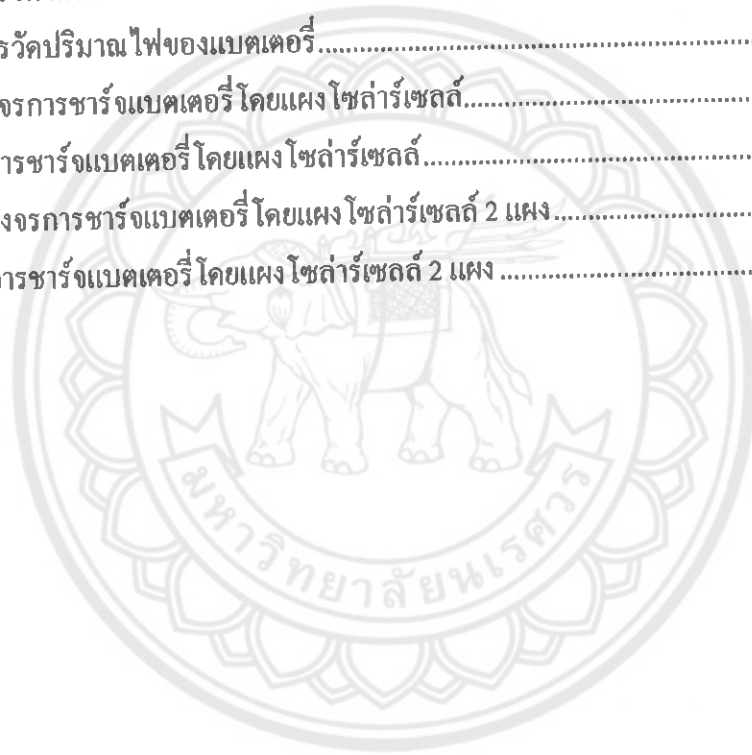 รวัดปริมาณไฟของแบตเตอรี่
จรการชาร์จแบตเตอรี่โดยแผงโซล่าร์เซลล์
ารชาร์จแบตเตอรี่โดยแผงโซล่าร์เซลล์
งจรการชาร์จแบตเตอรี่โดยแผงโซล่าร์เซลล์ 2 แผง
การชาร์จแบตเตอรี่โดยแผงโซล่าร์เซลล์ 2 แผง
มหาวิทยาลัยนเรศวร